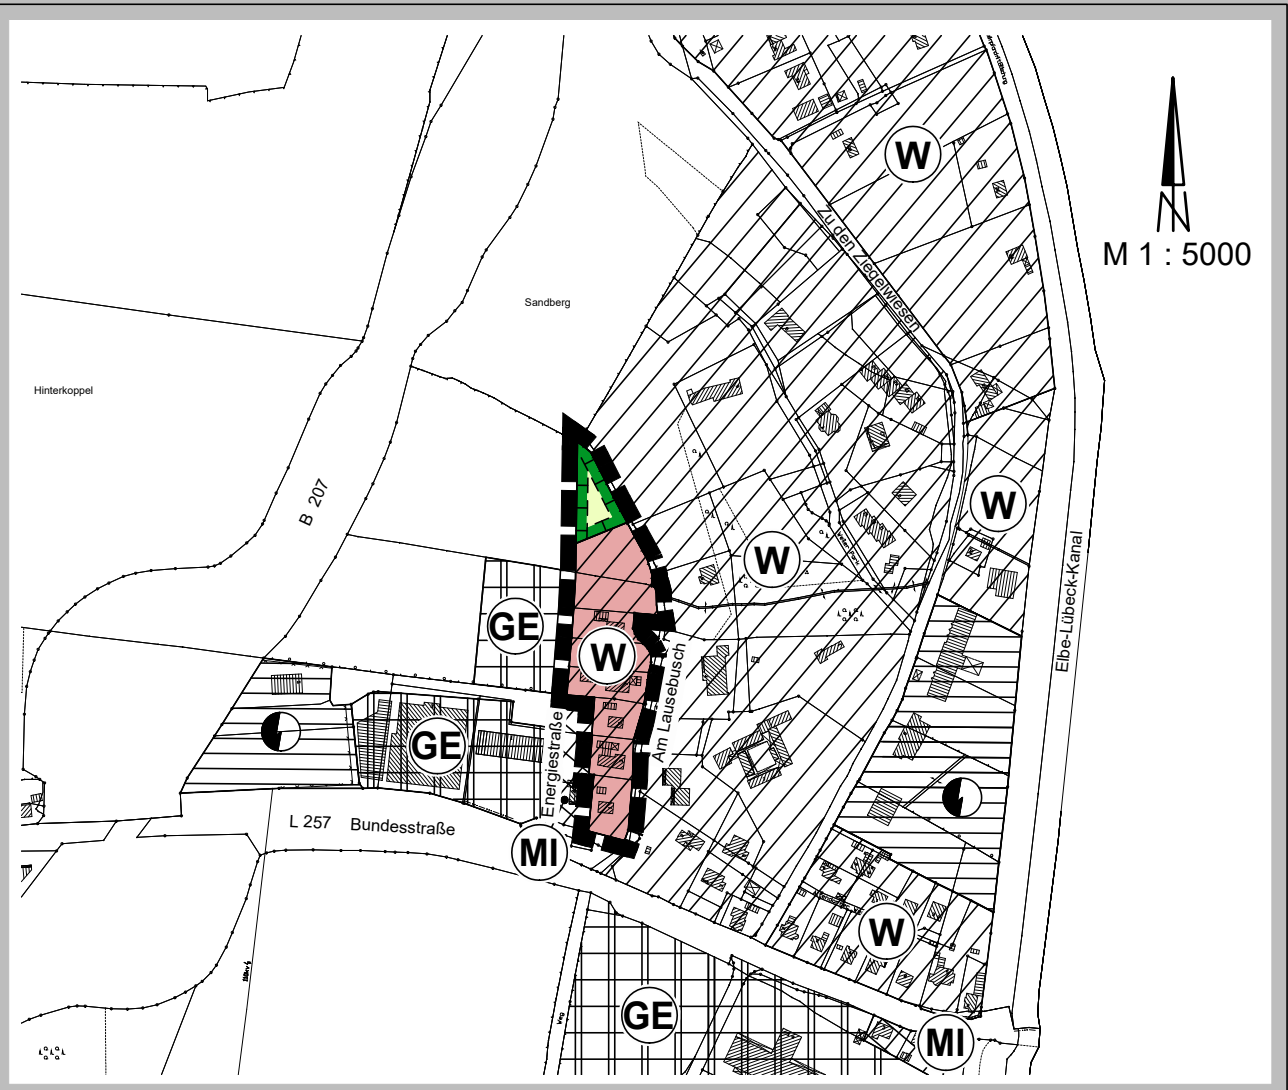 W
Zu den Ziegelwiesen
N
M 1 : 5000
Sandberg
Hinterkoppel
B 207
W
W
Elbe-Lübeck-Kanal
GE
W
Am Lausebusch
Energiestraße
GE
L 257 Bundesstraße
MI
W
GE
Weg
MI